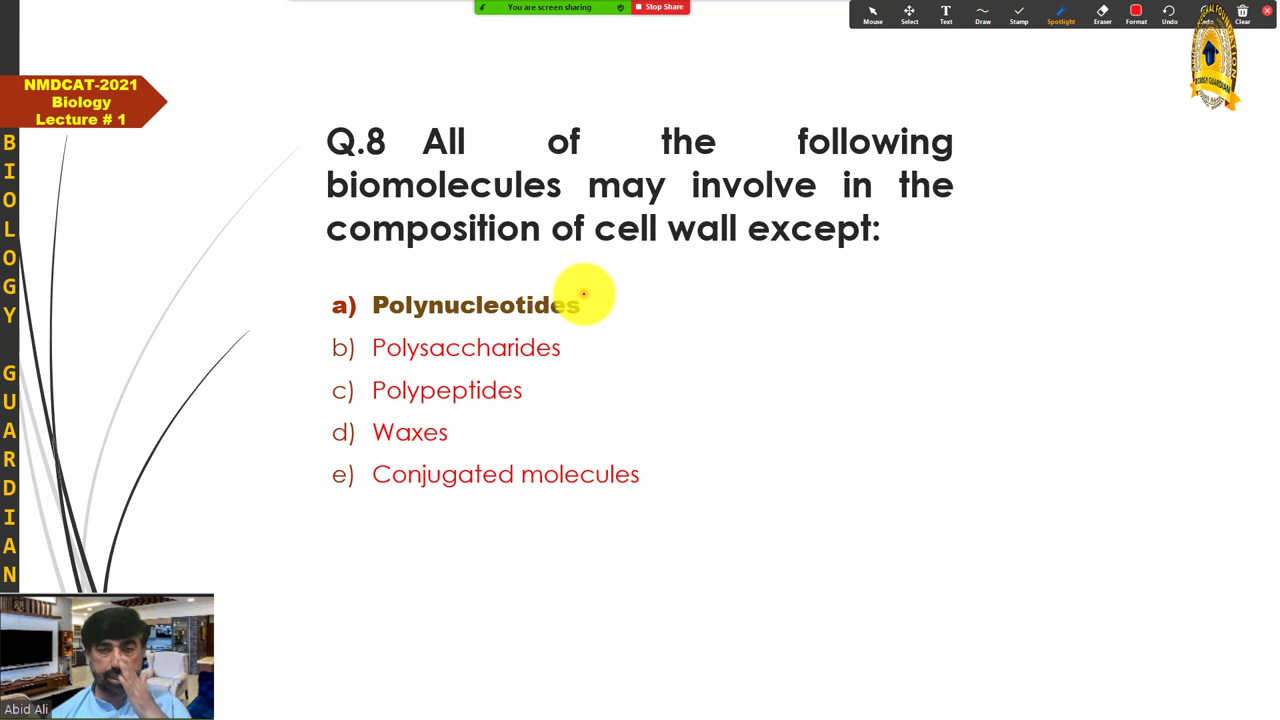 You are screen sharing
Stop Share
Mouse
Select
Text
Draw
Stamp
Spotlight
Eraser
Format
Undo
Clear
NMDCAT-2021
Biology
Lecture # 1
BIOLOGY GUARDIAN
Q.8 All of the following
biomolecules may involve in the
composition of cell wall except:
a) Polynucleotides
b) Polysaccharides
c) Polypeptides
d) Waxes
e) Conjugated molecules
Abid Ali